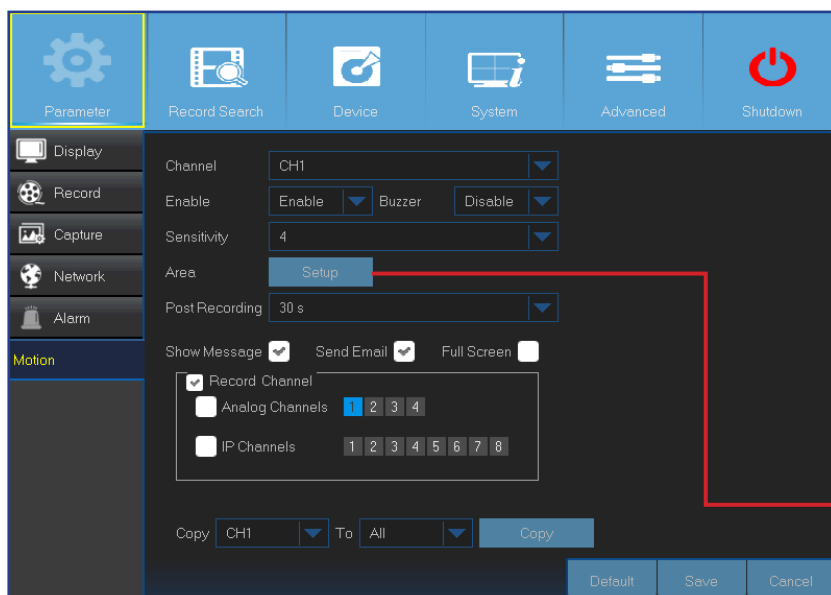 Parameter Record Search Device System Advanced Shutdown
Display
Record
Capture
Network
Alarm
Motion
Channel CH1
Enable Enable Buzzer Disable
Sensitivity 4
Area Setup
Post Recording 30 s
Show Message Send Email Full Screen
Record Channel
Analog Channels 1 2 3 4
IP Channels 1 2 3 4 5 6 7 8
Copy CH1 To All Copy
Default Save Cancel